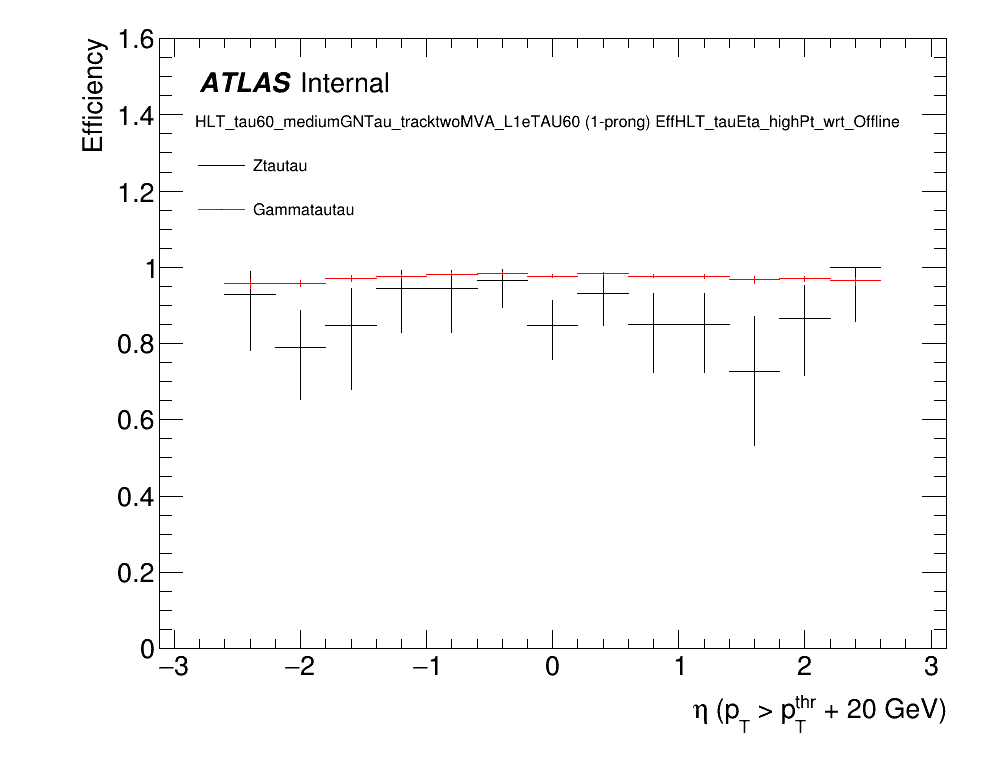 1.6
1.4
1.2
1
0.8
0.6
0.4
0.2
0
Efficiency
ATLAS Internal
HLT_tau60_mediumGNTau_tracktwoMVA_L1eTAU60 (1-prong) EffHLT_tauEta_highPt_wrt_Offline
Ztautau
Gammatautau
−3 −2 −1 0 1 2 3
η (p_T > p_T^thr + 20 GeV)